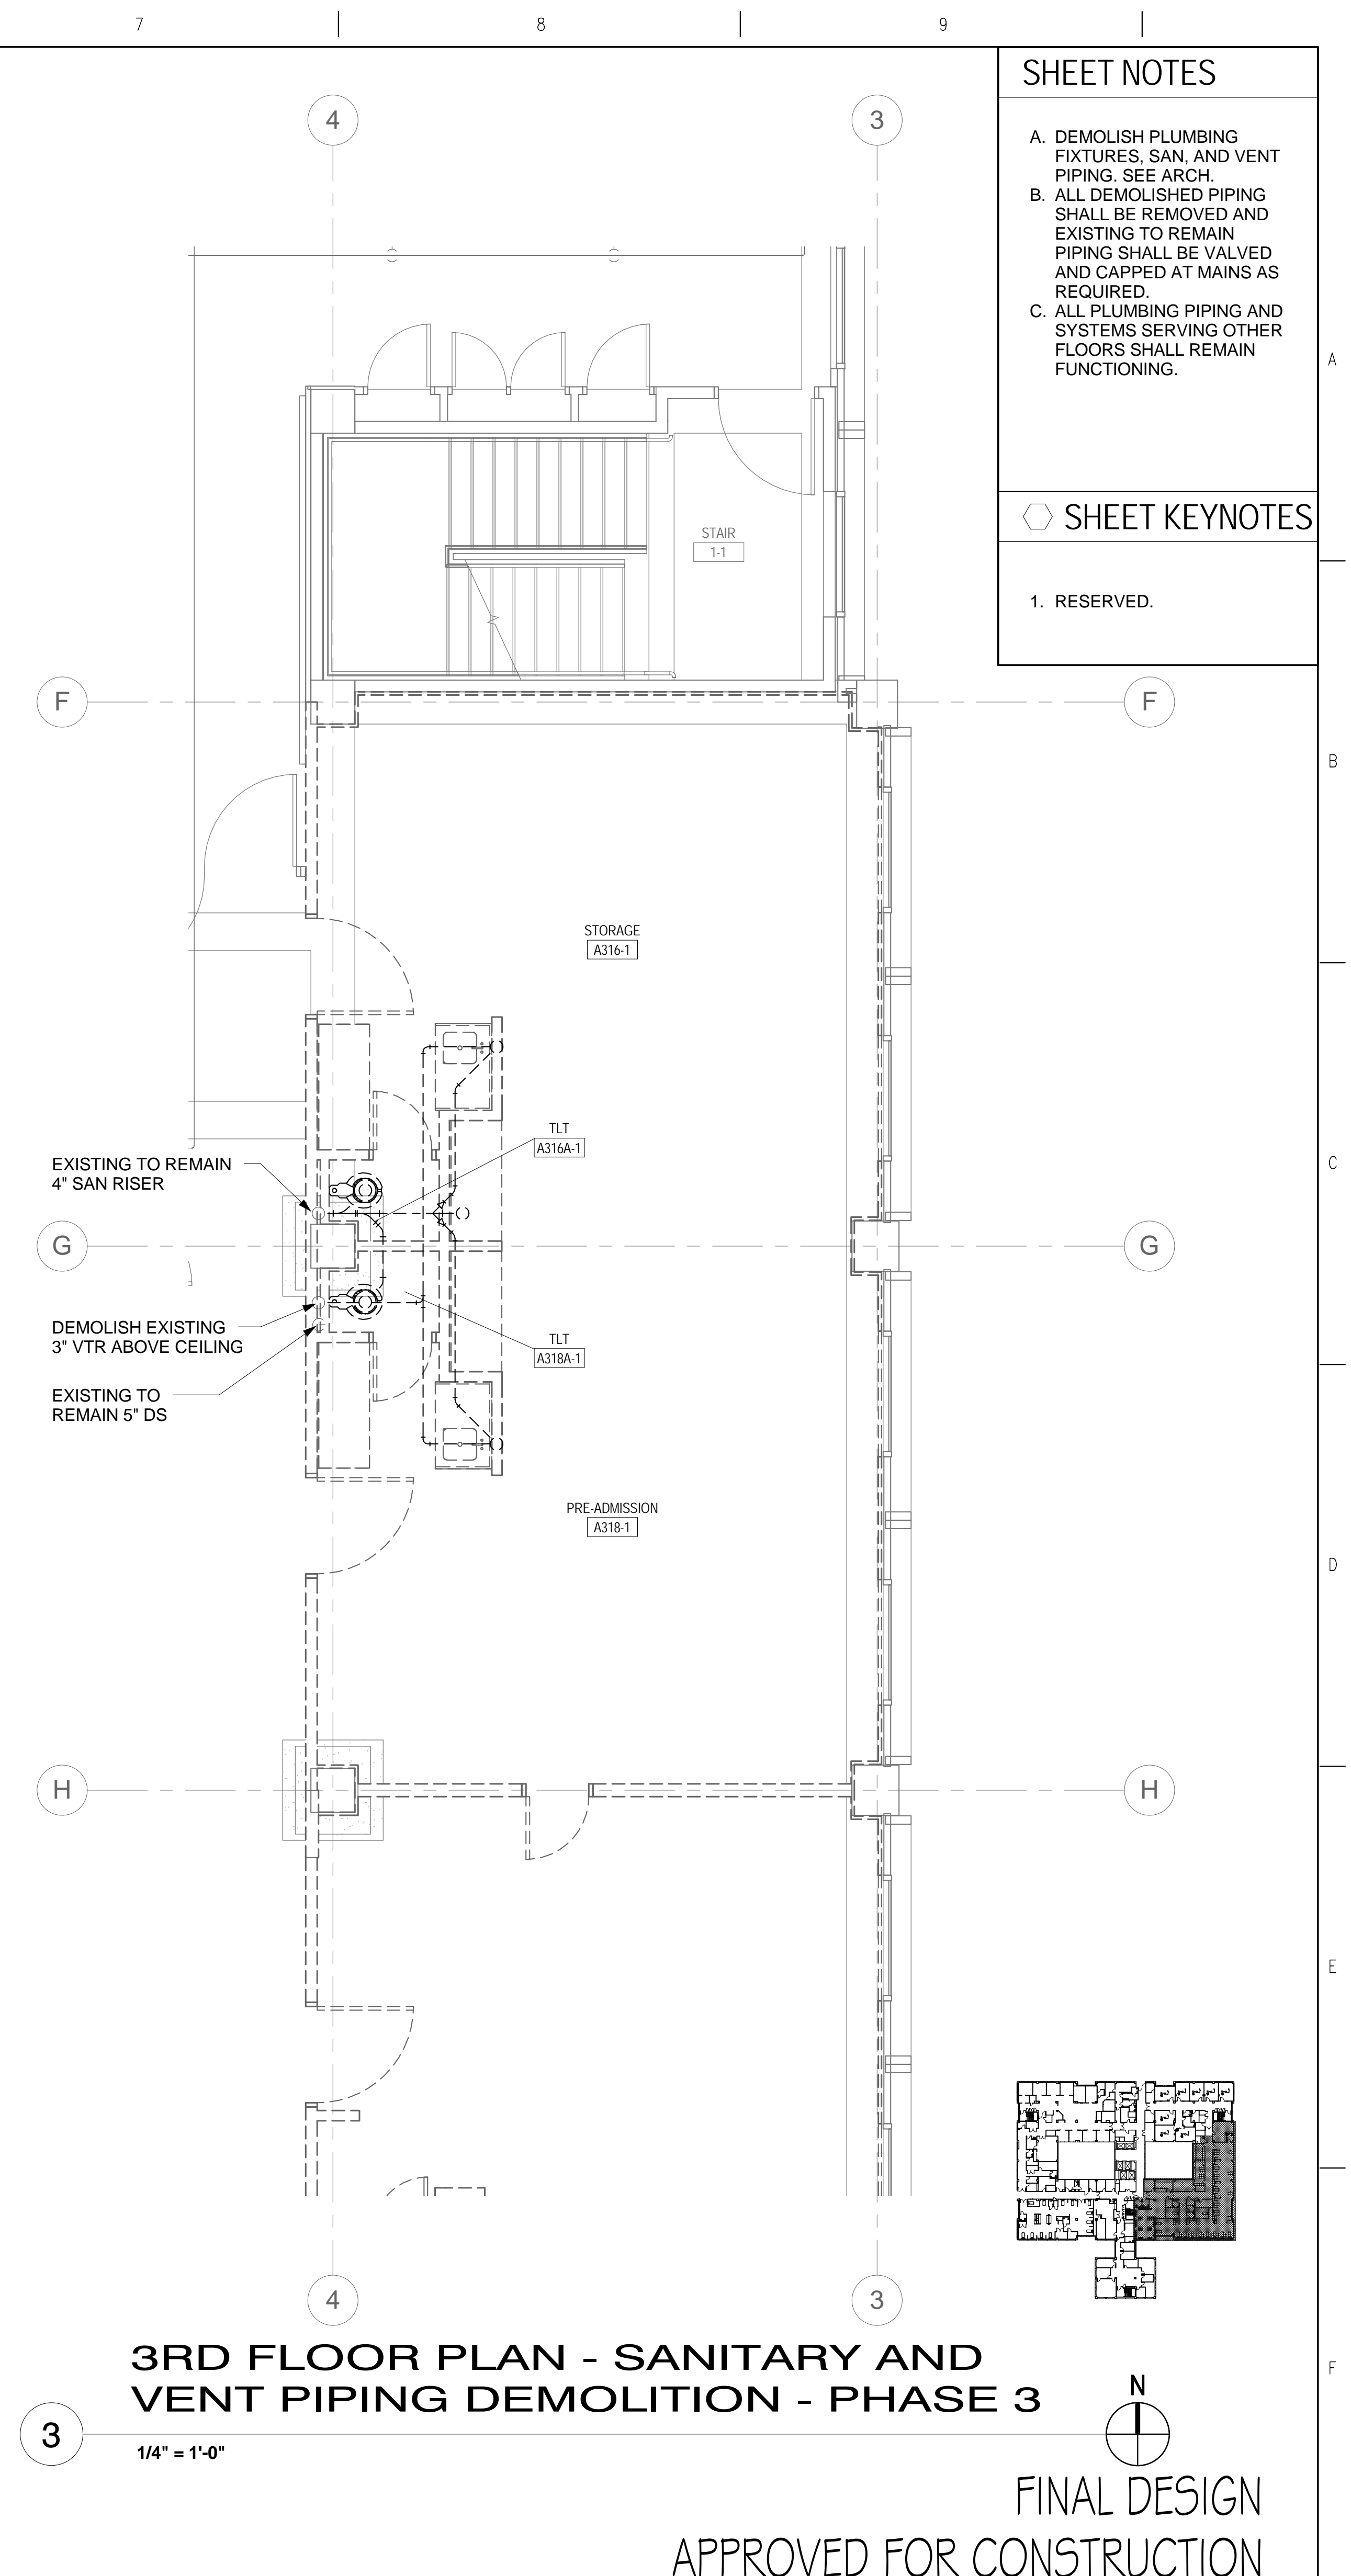 7
8
9
SHEET NOTES
4
3
A. DEMOLISH PLUMBING
FIXTURES, SAN, AND VENT
PIPING. SEE ARCH.
B. ALL DEMOLISHED PIPING
SHALL BE REMOVED AND
EXISTING TO REMAIN
PIPING SHALL BE VALVED
AND CAPPED AT MAINS AS
REQUIRED.
C. ALL PLUMBING PIPING AND
SYSTEMS SERVING OTHER
FLOORS SHALL REMAIN
FUNCTIONING.
A
SHEET KEYNOTES
1. RESERVED.
STAIR
1-1
F
F
B
STORAGE
A316-1
TLT
A316A-1
EXISTING TO REMAIN
4" SAN RISER
C
G
G
DEMOLISH EXISTING
3" VTR ABOVE CEILING
TLT
A318A-1
EXISTING TO
REMAIN 5" DS
PRE-ADMISSION
A318-1
D
H
H
E
4
3
3RD FLOOR PLAN - SANITARY AND
VENT PIPING DEMOLITION - PHASE 3
F
N
3
1/4" = 1'-0"
FINAL DESIGN
APPROVED FOR CONSTRUCTION